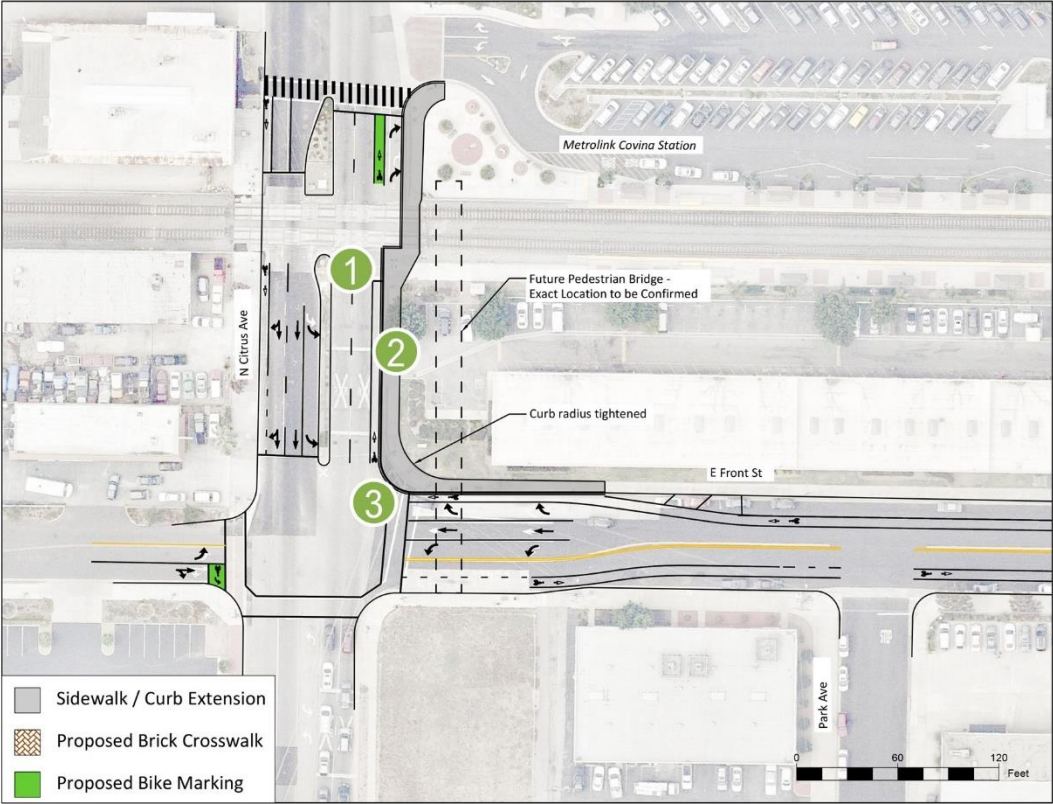 Metrolink Covina Station
1
Future Pedestrian Bridge -
Exact Location to be Confirmed
N Citrus Ave
2
Curb radius tightened
E Front St
3
STOP
Park Ave
Sidewalk / Curb Extension
Proposed Brick Crosswalk
Proposed Bike Marking
0 60 120
Feet